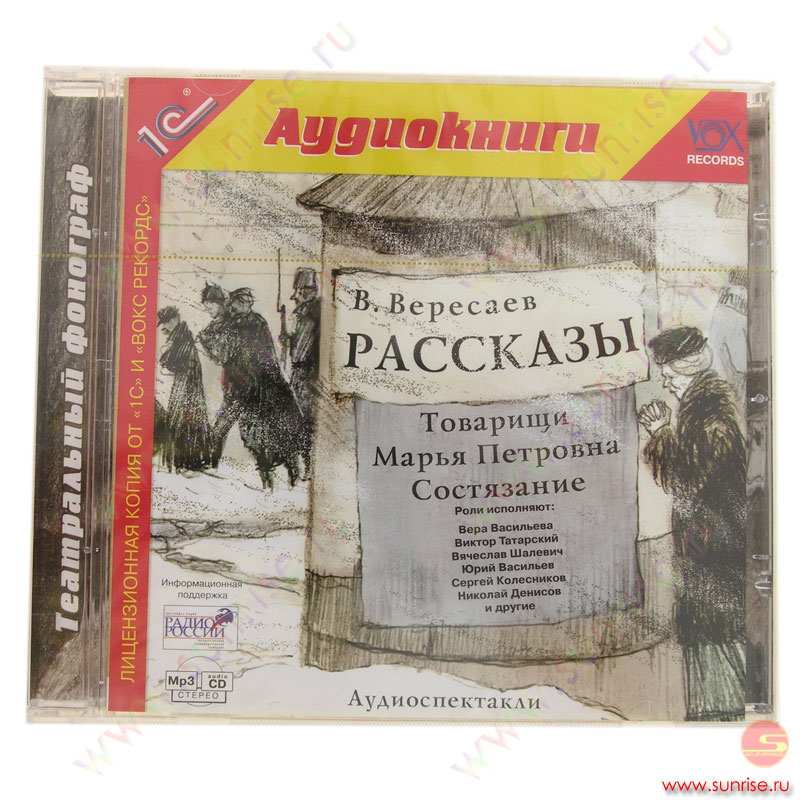 1С
Аудиокниги
VOX
RECORDS
Театральный фонограф
ЛИЦЕНЗИОННАЯ КОПИЯ ОТ «1С» И «ВОКС РЕКОРДС»
В. Вересаев
РАССКАЗЫ
Товарищи
Марья Петровна
Состязание
Роли исполняют:
Вера Васильева
Виктор Татарский
Вячеслав Шалевич
Юрий Васильев
Сергей Колесников
Николай Денисов
и другие
Информационная
поддержка
РАДИО
РОССИИ
Mp3 audio CD
СТЕРЕО
Аудиоспектакли
www.sunrise.ru